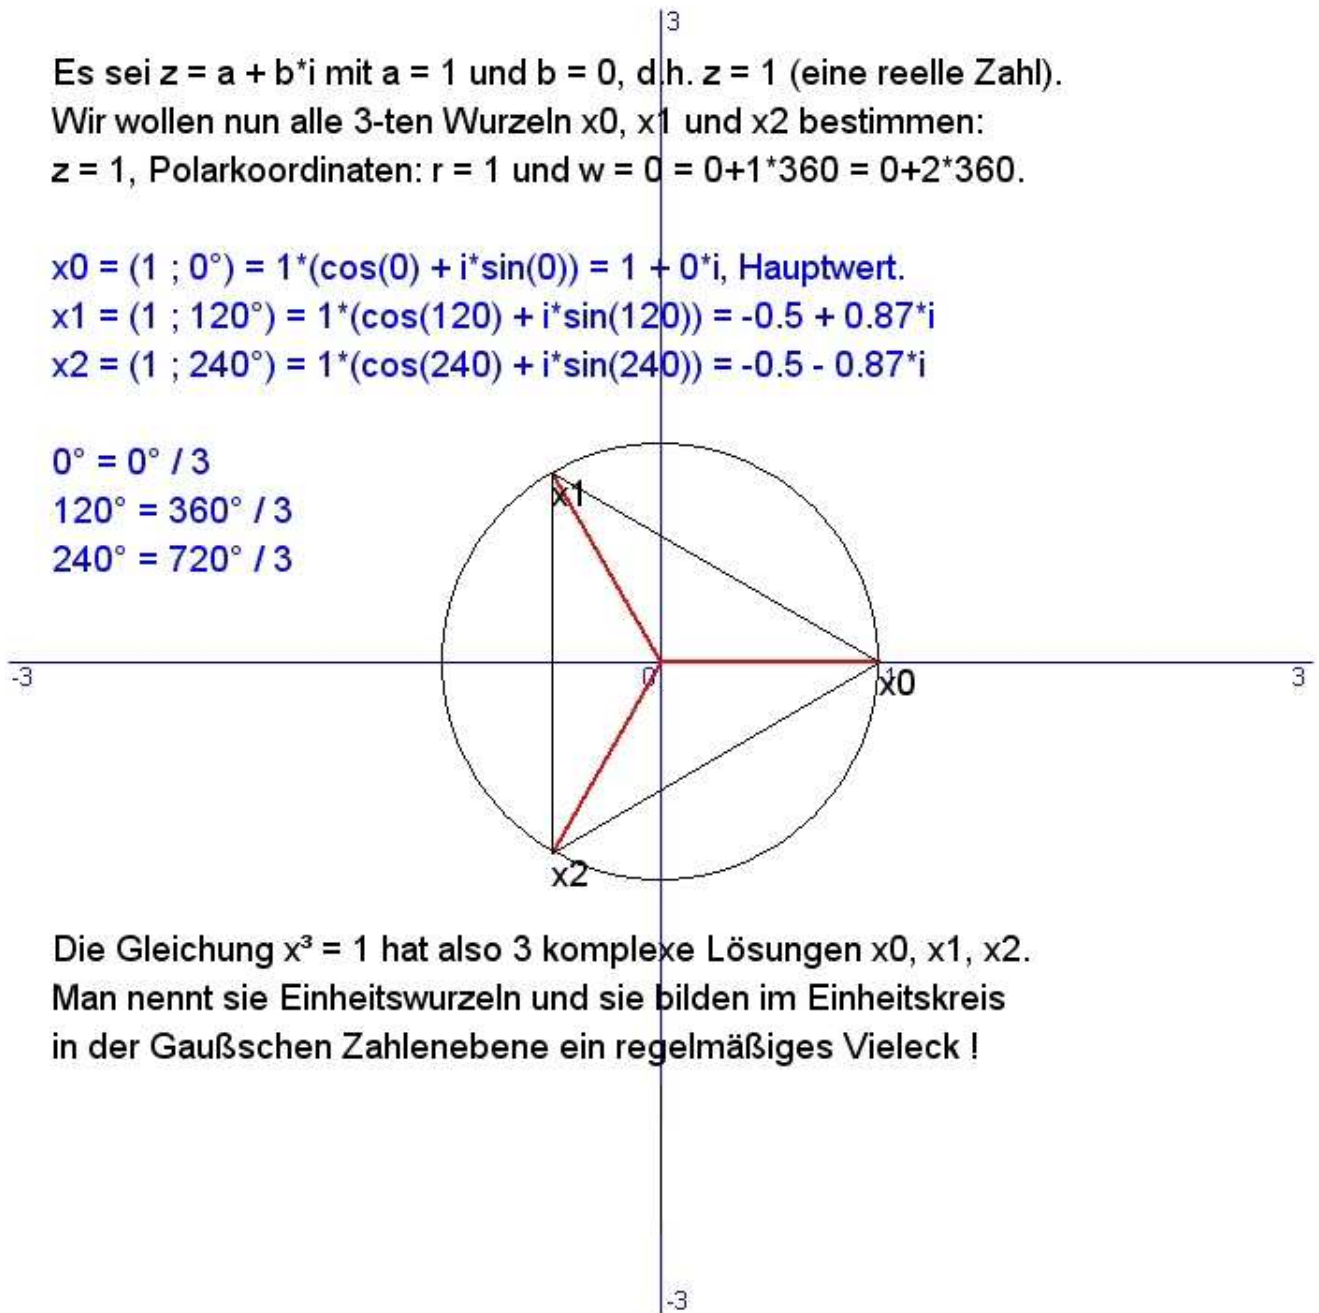 3
Es sei z = a + b*i mit a = 1 und b = 0, d.h. z = 1 (eine reelle Zahl).
Wir wollen nun alle 3-ten Wurzeln x0, x1 und x2 bestimmen:
z = 1, Polarkoordinaten: r = 1 und w = 0 = 0+1*360 = 0+2*360.
x0 = (1 ; 0°) = 1*(cos(0) + i*sin(0)) = 1 + 0*i, Hauptwert.
x1 = (1 ; 120°) = 1*(cos(120) + i*sin(120)) = -0.5 + 0.87*i
x2 = (1 ; 240°) = 1*(cos(240) + i*sin(240)) = -0.5 - 0.87*i
0° = 0° / 3
120° = 360° / 3
240° = 720° / 3
x1
-3
0
1
x0
3
x2
Die Gleichung x³ = 1 hat also 3 komplexe Lösungen x0, x1, x2.
Man nennt sie Einheitswurzeln und sie bilden im Einheitskreis
in der Gaußschen Zahlenebene ein regelmäßiges Vieleck !
-3